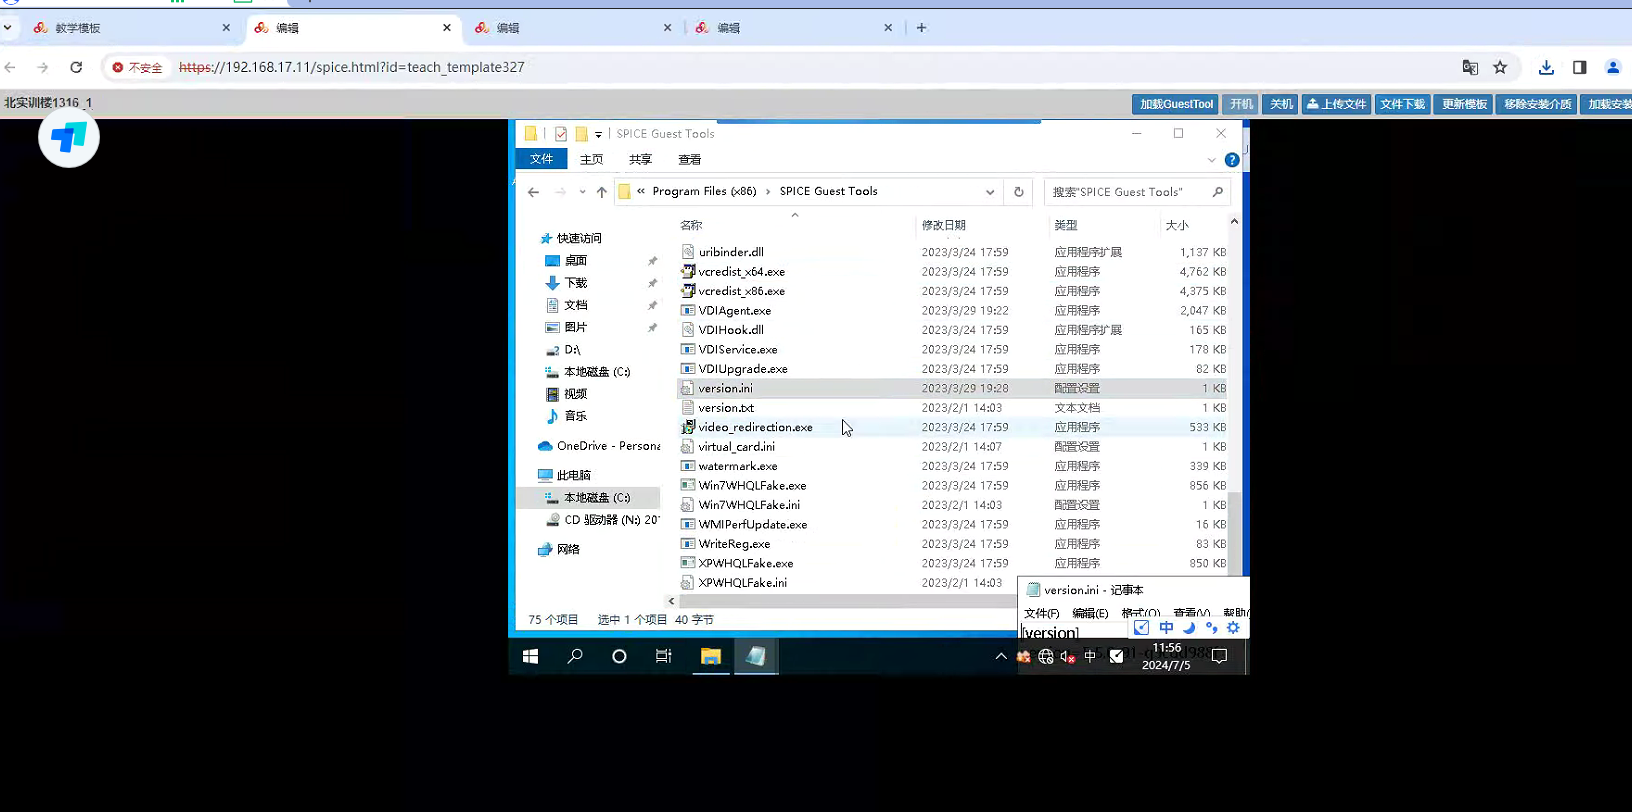 教学模板
编辑
编辑
编辑
不安全 https://192.168.17.11/spice.html?id=teach_template327
北实训楼1316_1
加载GuestTool 开机 关机 上传文件 文件下载 更新模板 移除安装介质 加载安装
SPICE Guest Tools
文件 主页 共享 查看
« Program Files (x86) › SPICE Guest Tools
搜索"SPICE Guest Tools"
名称 修改日期 类型 大小
快速访问
桌面
下载
文档
图片
D:\
本地磁盘 (C:)
视频
音乐
OneDrive - Persona
此电脑
本地磁盘 (C:)
CD 驱动器 (N:) 20
网络
uribinder.dll 2023/3/24 17:59 应用程序扩展 1,137 KB
vcredist_x64.exe 2023/3/24 17:59 应用程序 4,762 KB
vcredist_x86.exe 2023/3/24 17:59 应用程序 4,375 KB
VDIAgent.exe 2023/3/29 19:22 应用程序 2,047 KB
VDIHook.dll 2023/3/24 17:59 应用程序扩展 165 KB
VDIService.exe 2023/3/24 17:59 应用程序 178 KB
VDIUpgrade.exe 2023/3/24 17:59 应用程序 82 KB
version.ini 2023/3/29 19:28 配置设置 1 KB
version.txt 2023/2/1 14:03 文本文档 1 KB
video_redirection.exe 2023/3/24 17:59 应用程序 533 KB
virtual_card.ini 2023/2/1 14:07 配置设置 1 KB
watermark.exe 2023/3/24 17:59 应用程序 339 KB
Win7WHQLFake.exe 2023/3/24 17:59 应用程序 856 KB
Win7WHQLFake.ini 2023/2/1 14:03 配置设置 1 KB
WMIPerfUpdate.exe 2023/3/24 17:59 应用程序 16 KB
WriteReg.exe 2023/3/24 17:59 应用程序 83 KB
XPWHQLFake.exe 2023/3/24 17:59 应用程序 850 KB
XPWHQLFake.ini 2023/2/1 14:03
75 个项目 选中 1 个项目 40 字节
version.ini - 记事本
文件(F) 编辑(E) 格式(O) 查看(V) 帮助(
[version]
中
中
11:56
2024/7/5